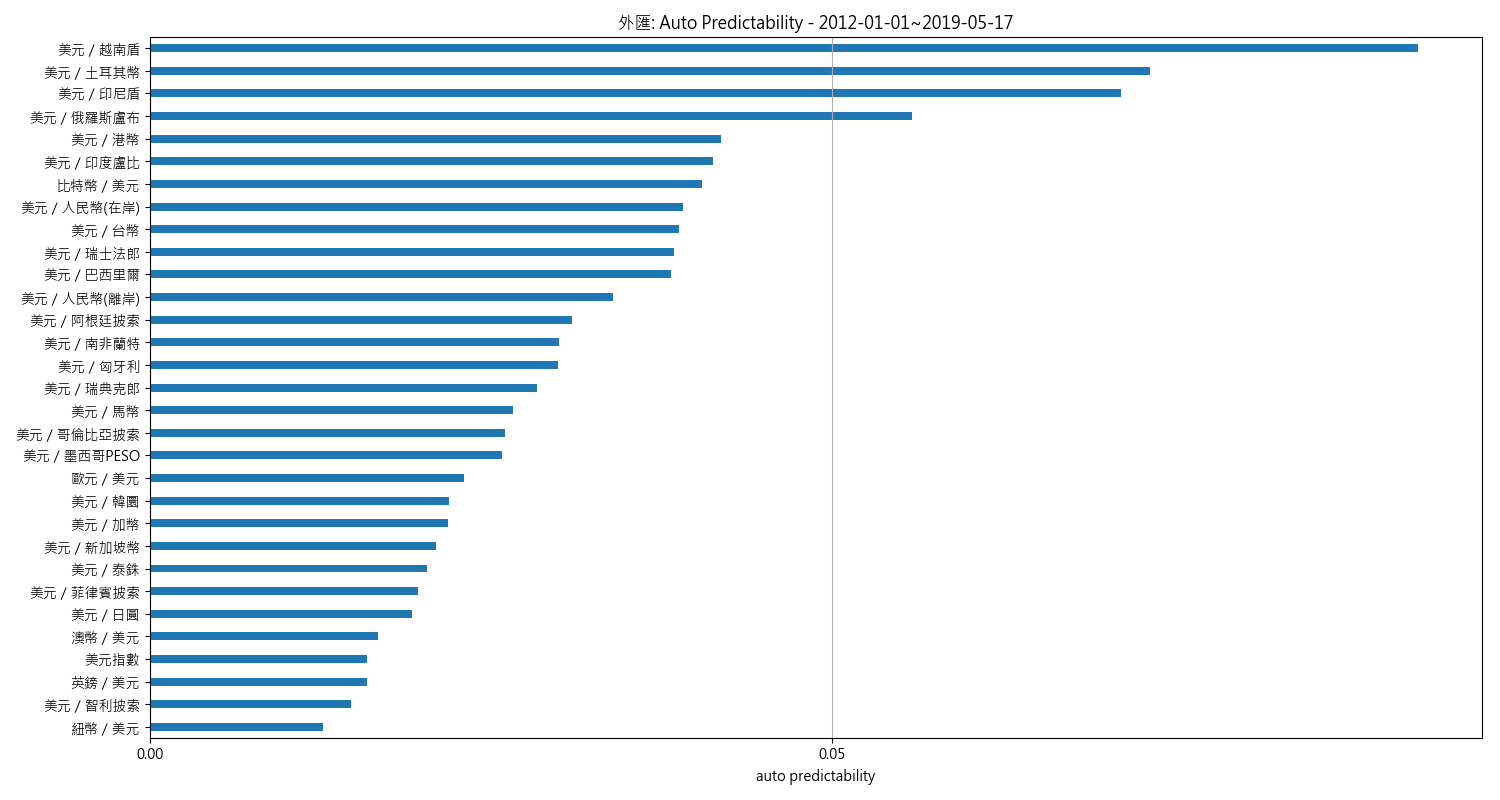 外匯: Auto Predictability - 2012-01-01~2019-05-17
美元 / 越南盾
美元 / 土耳其幣
美元 / 印尼盾
美元 / 俄羅斯盧布
美元 / 港幣
美元 / 印度盧比
比特幣 / 美元
美元 / 人民幣(在岸)
美元 / 台幣
美元 / 瑞士法郎
美元 / 巴西里爾
美元 / 人民幣(離岸)
美元 / 阿根廷披索
美元 / 南非蘭特
美元 / 匈牙利
美元 / 瑞典克郎
美元 / 馬幣
美元 / 哥倫比亞披索
美元 / 墨西哥PESO
歐元 / 美元
美元 / 韓圜
美元 / 加幣
美元 / 新加坡幣
美元 / 泰銖
美元 / 菲律賓披索
美元 / 日圓
澳幣 / 美元
美元指數
英鎊 / 美元
美元 / 智利披索
紐幣 / 美元
0.00
0.05
auto predictability